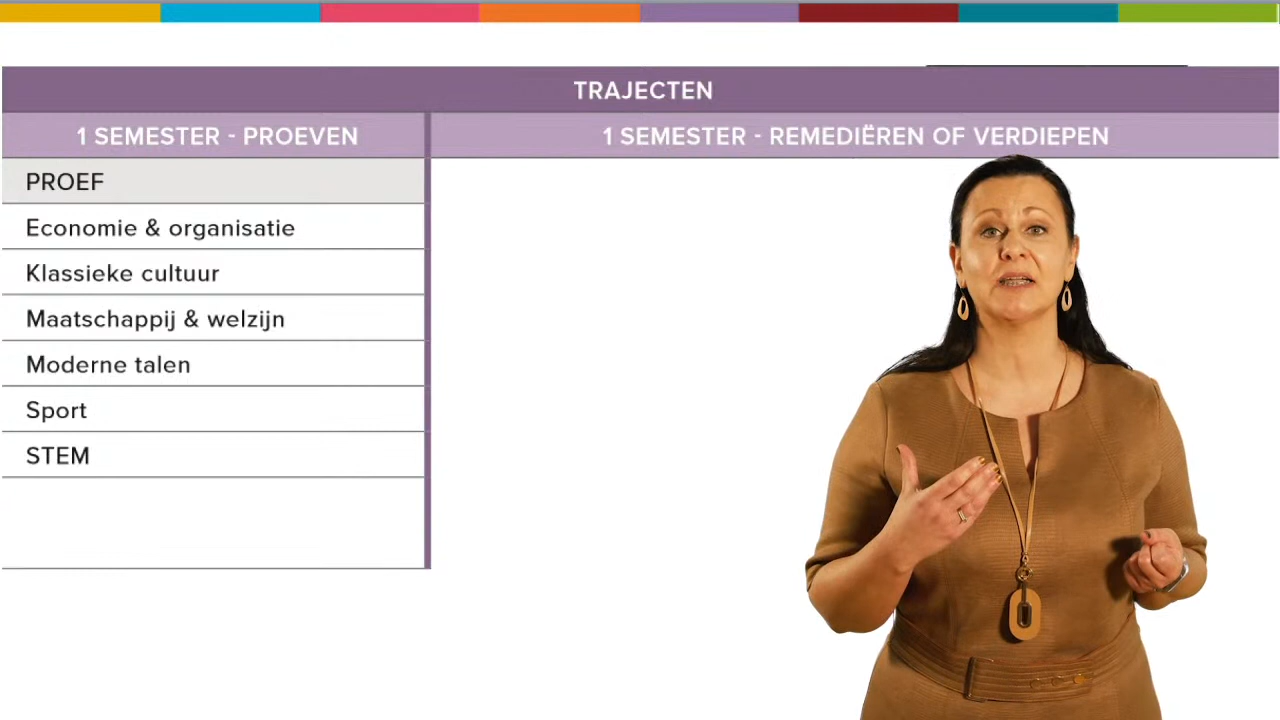 TRAJECTEN
1 SEMESTER - PROEVEN
1 SEMESTER - REMEDIËREN OF VERDIEPEN
PROEF
Economie & organisatie
Klassieke cultuur
Maatschappij & welzijn
Moderne talen
Sport
STEM